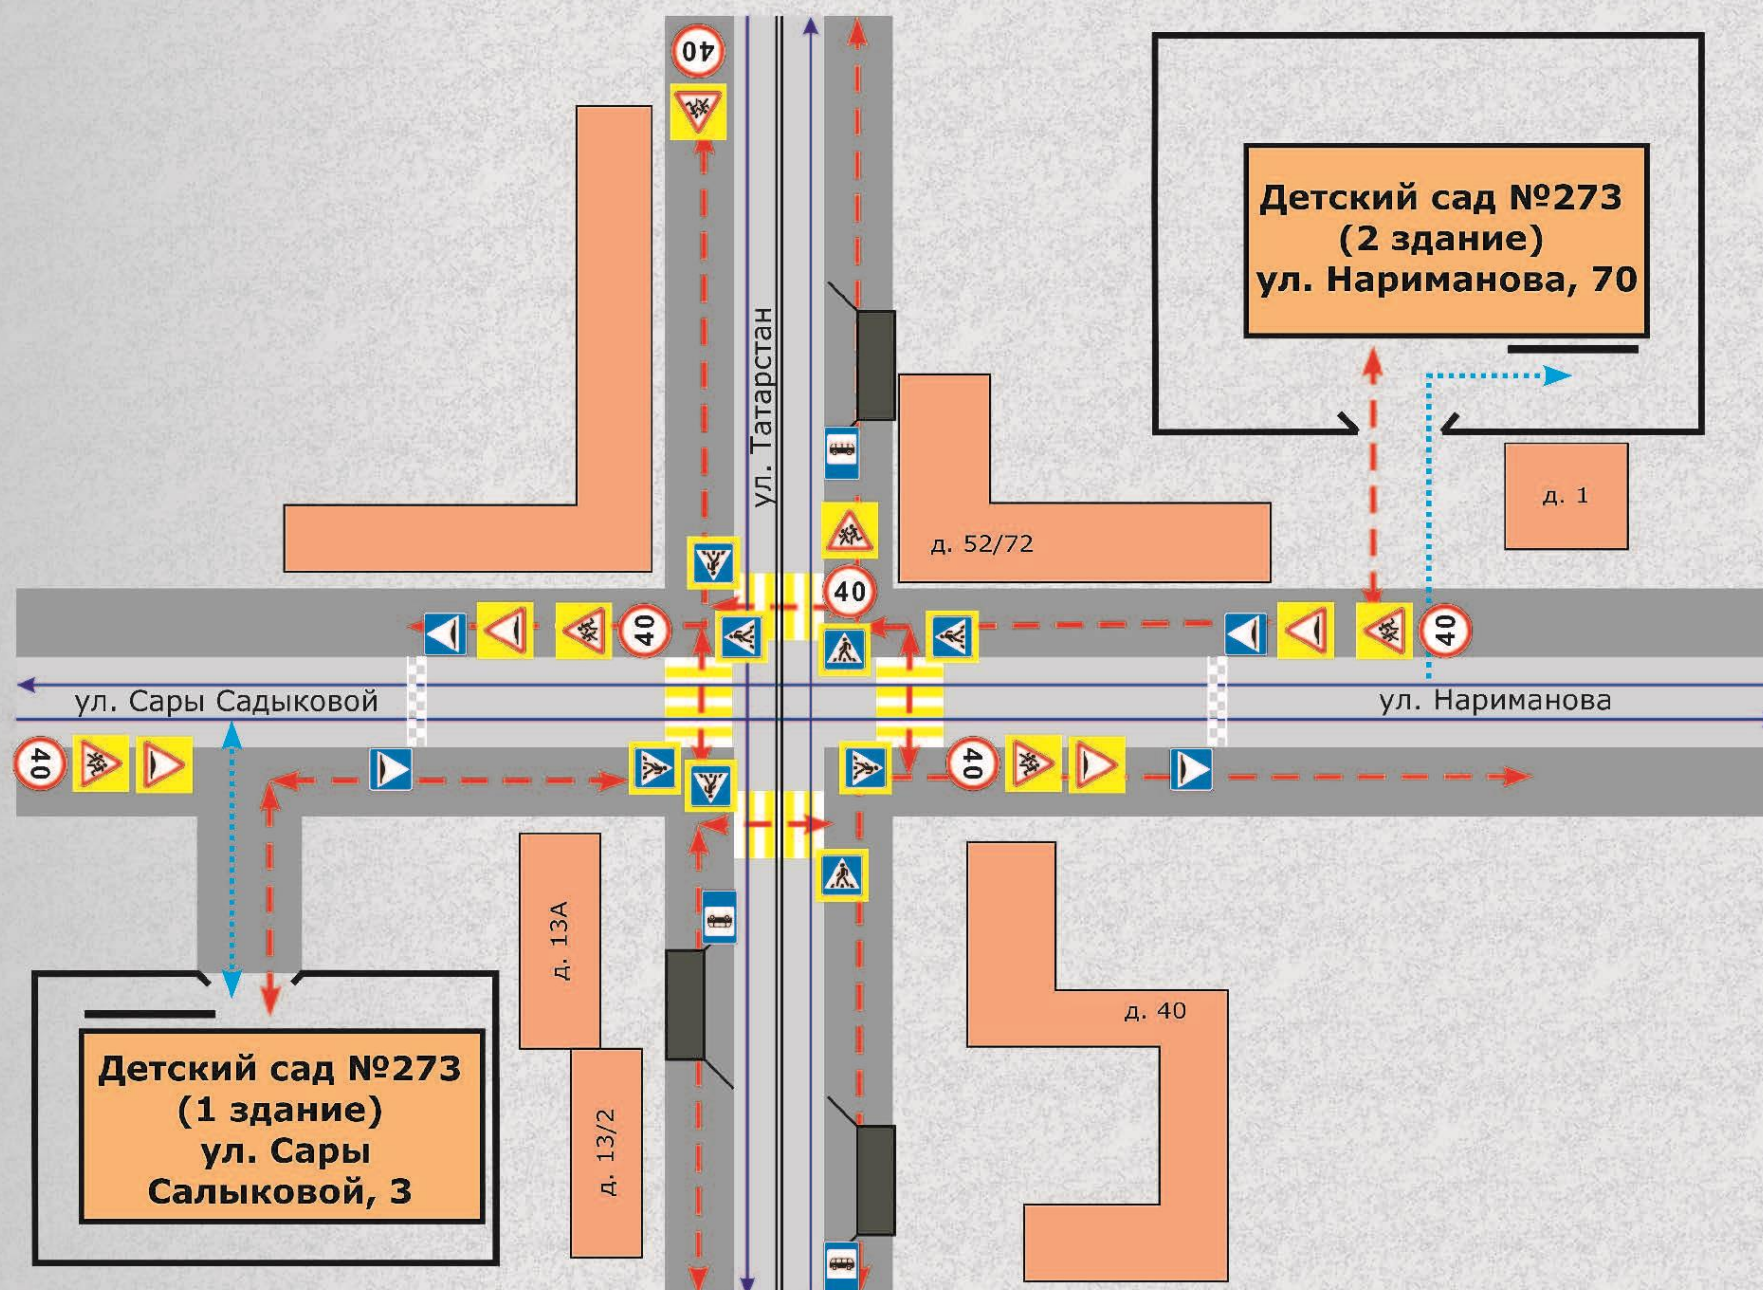 40
Детский сад №273
(2 здание)
ул. Нариманова, 70
ул. Татарстан
д. 1
д. 52/72
40
40
40
ул. Сары Садыковой
ул. Нариманова
40
40
д. 13А
д. 40
Детский сад №273
(1 здание)
ул. Сары
Салыковой, 3
д. 13/2